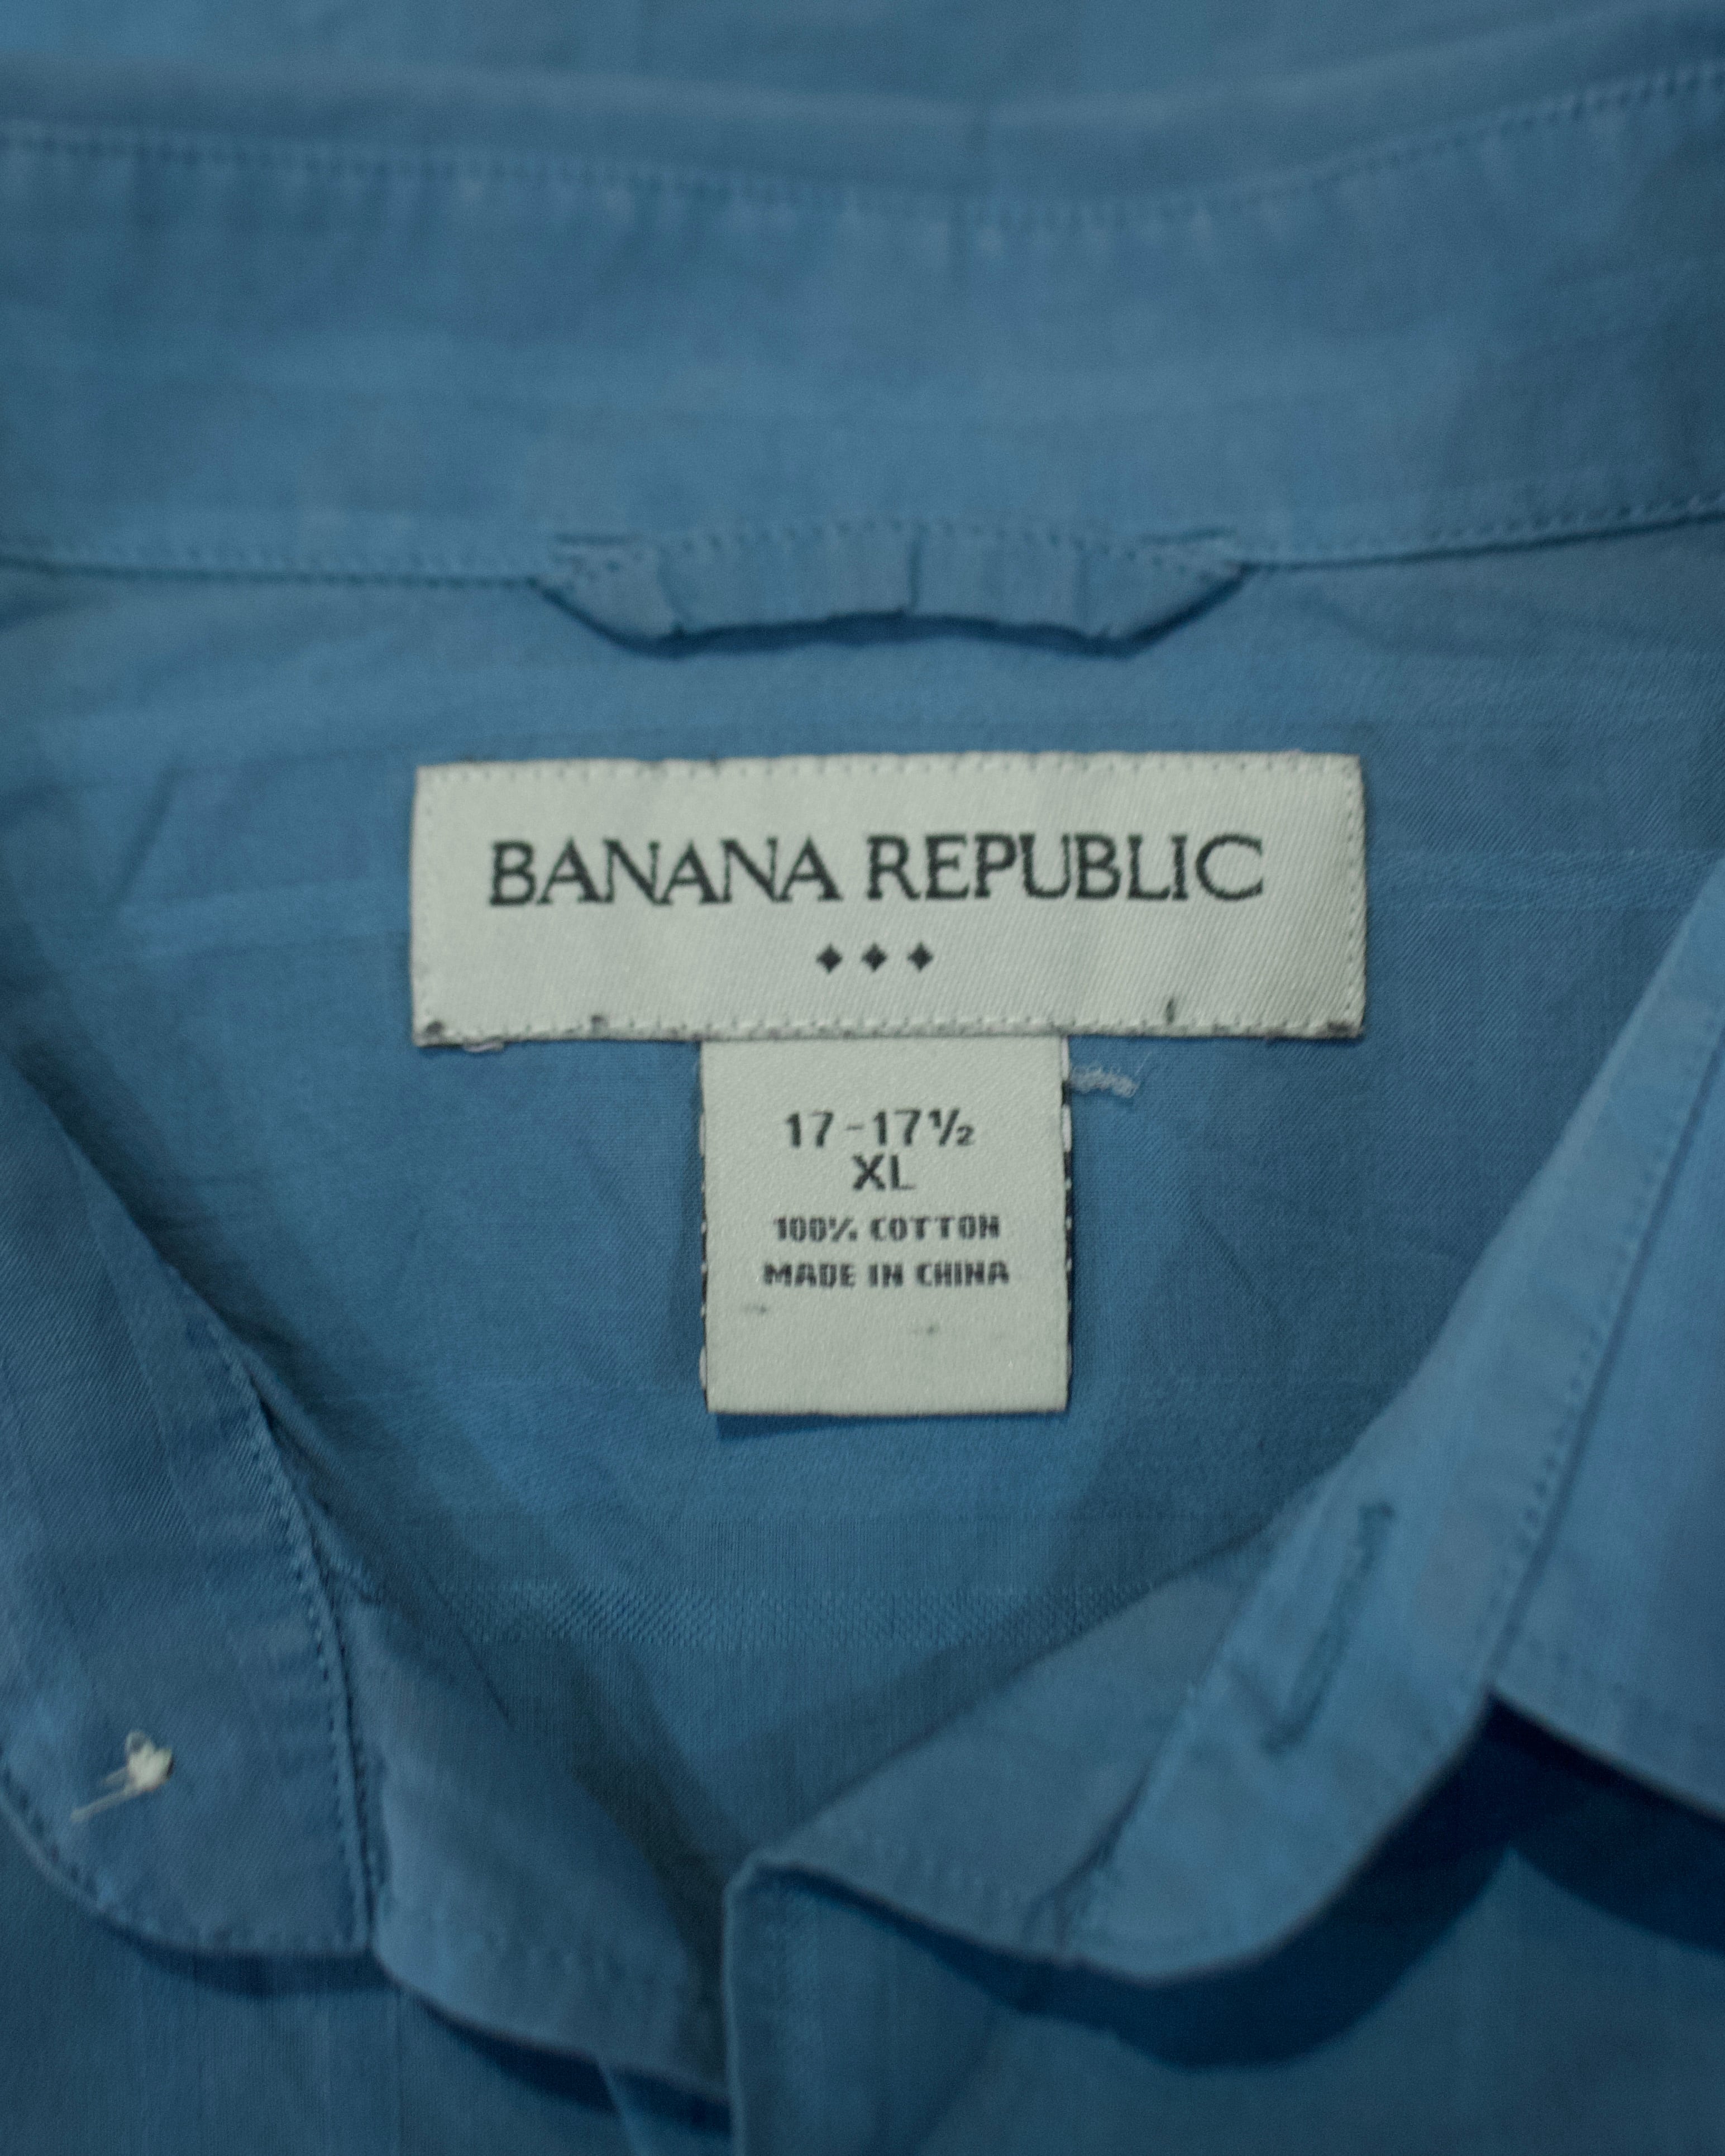 BANANA REPUBLIC
17-17½
XL
100% COTTON
MADE IN CHINA